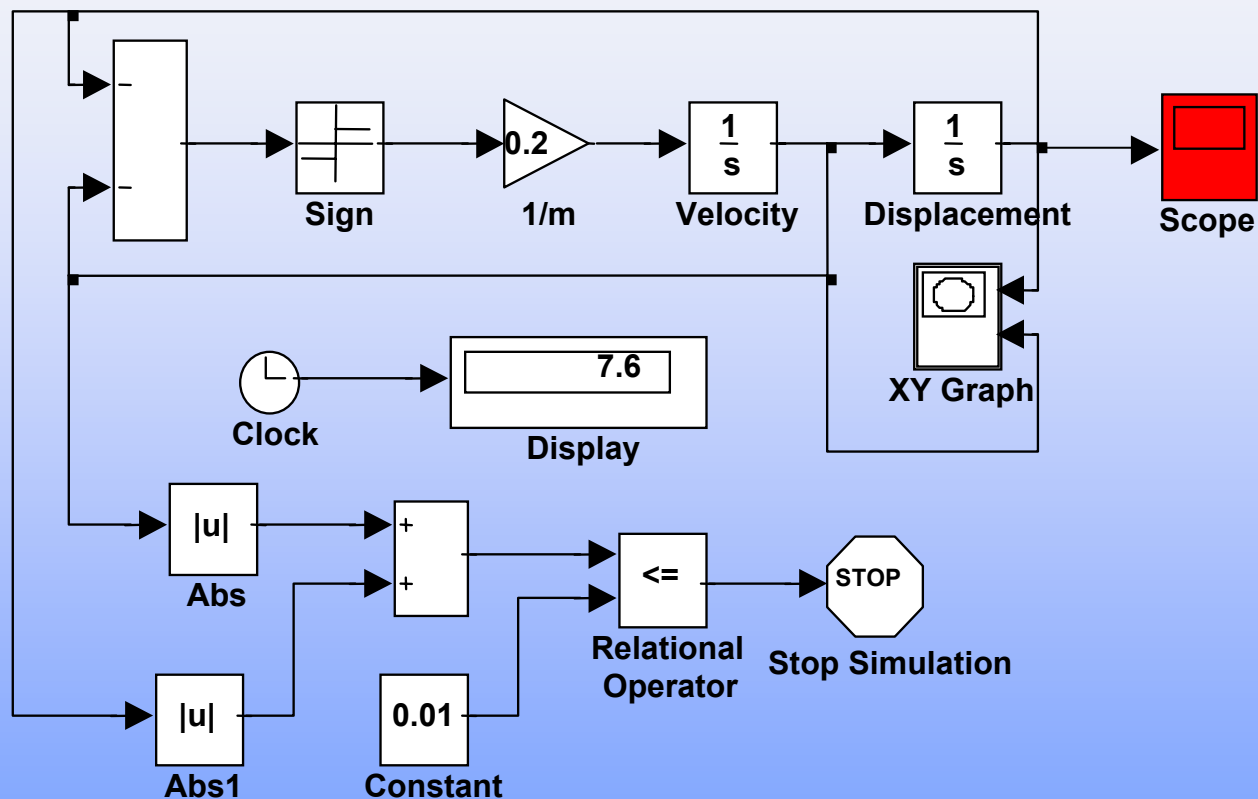 −
−
Sign
0.2
1/m
1
s
Velocity
1
s
Displacement
Scope
XY Graph
Clock
7.6
Display
|u|
Abs
+
+
<=
Relational
Operator
STOP
Stop Simulation
|u|
Abs1
0.01
Constant